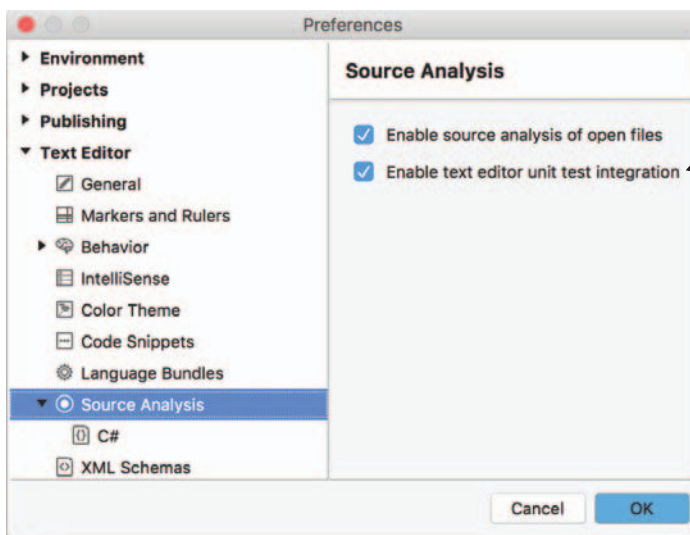 Preferences
Environment
Projects
Publishing
Text Editor
General
Markers and Rulers
Behavior
IntelliSense
Color Theme
Code Snippets
Language Bundles
Source Analysis
C#
XML Schemas
Source Analysis
Enable source analysis of open files
Enable text editor unit test integration
Cancel
OK